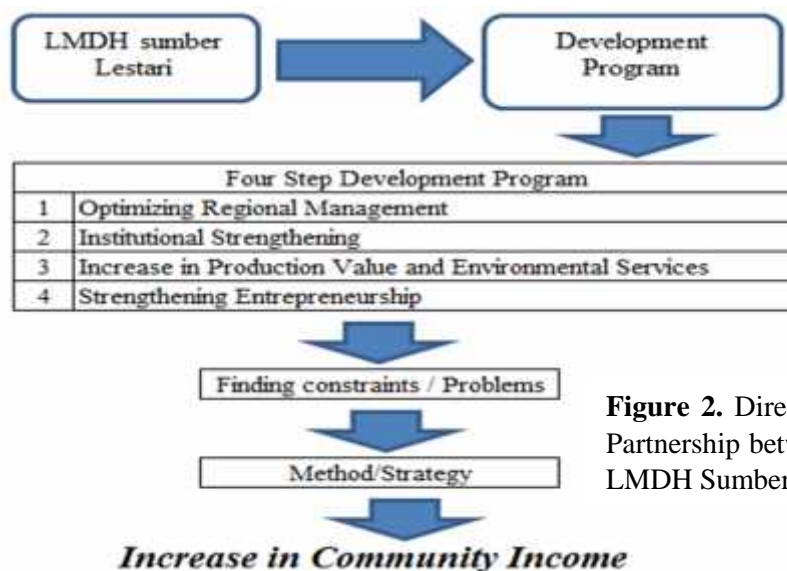 LMDH sumber
Lestari
Development
Program
Four Step Development Program
1 Optimizing Regional Management
2 Institutional Strengthening
3 Increase in Production Value and Environmental Services
4 Strengthening Entrepreneurship
Finding constraints / Problems
Method/Strategy
Increase in Community Income
Figure 2. Dire
Partnership bet
LMDH Sumber